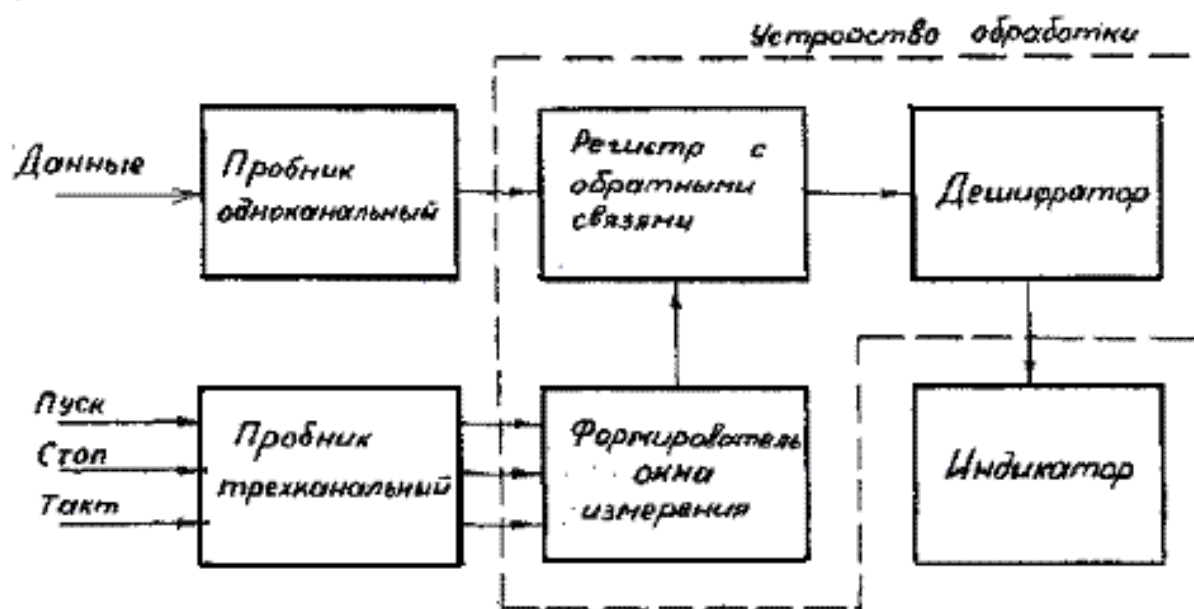 Устройство обработки
Данные
Пробник
одноканальный
Регистр с
обратными
связями
Дешифратор
Пуск
Стоп
Такт
Пробник
трехканальный
Формирователь
окна
измерения
Индикатор